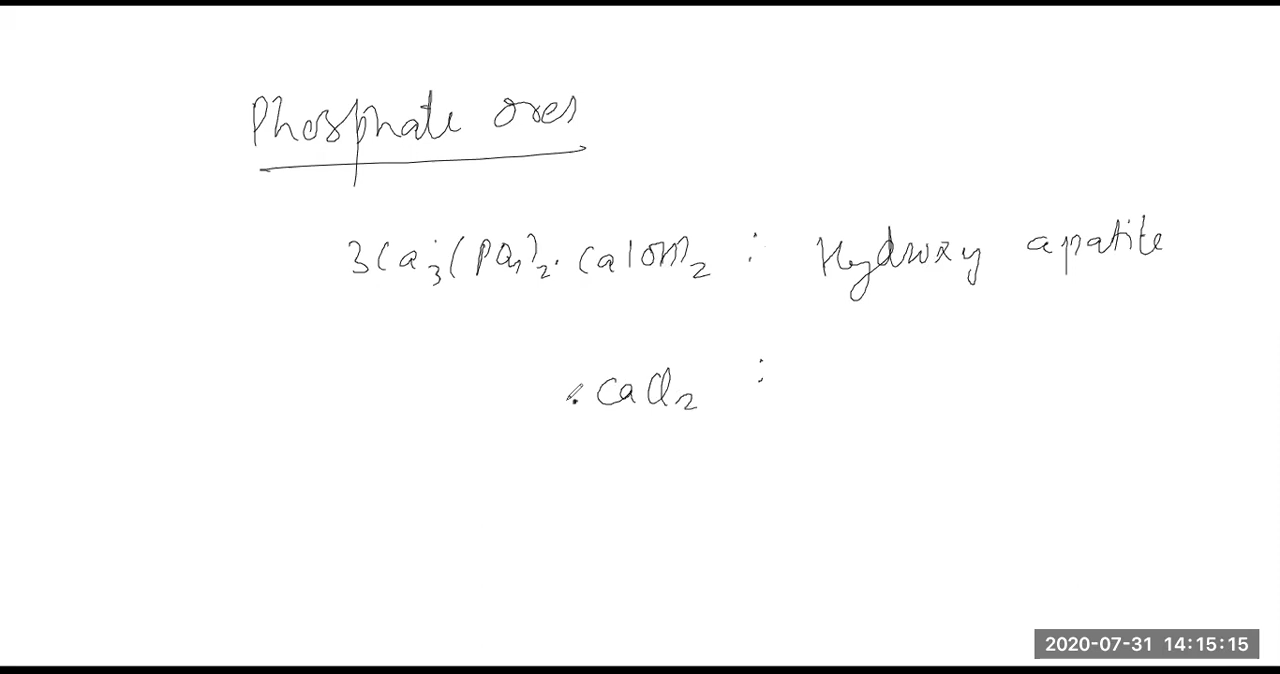 Phosphate ores
3Ca3(PO4)2. Ca(OH)2 : Hydroxy apatite
. CaCl2 :
2020-07-31 14:15:15